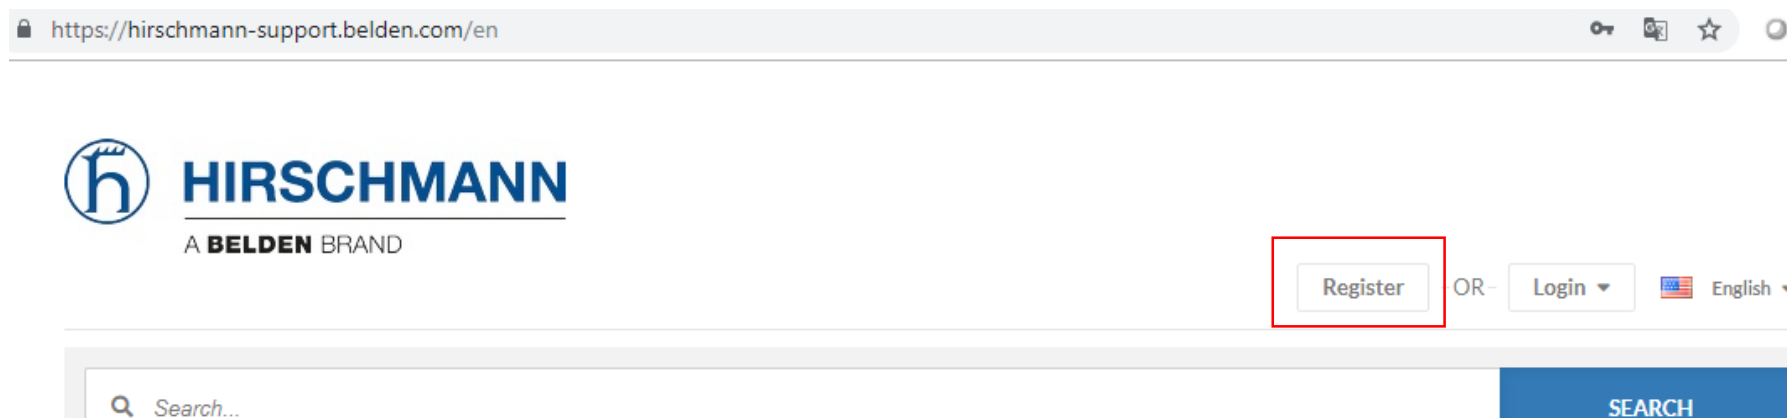 https://hirschmann-support.belden.com/en
HIRSCHMANN
A BELDEN BRAND
Register
OR
Login
English
Search...
SEARCH